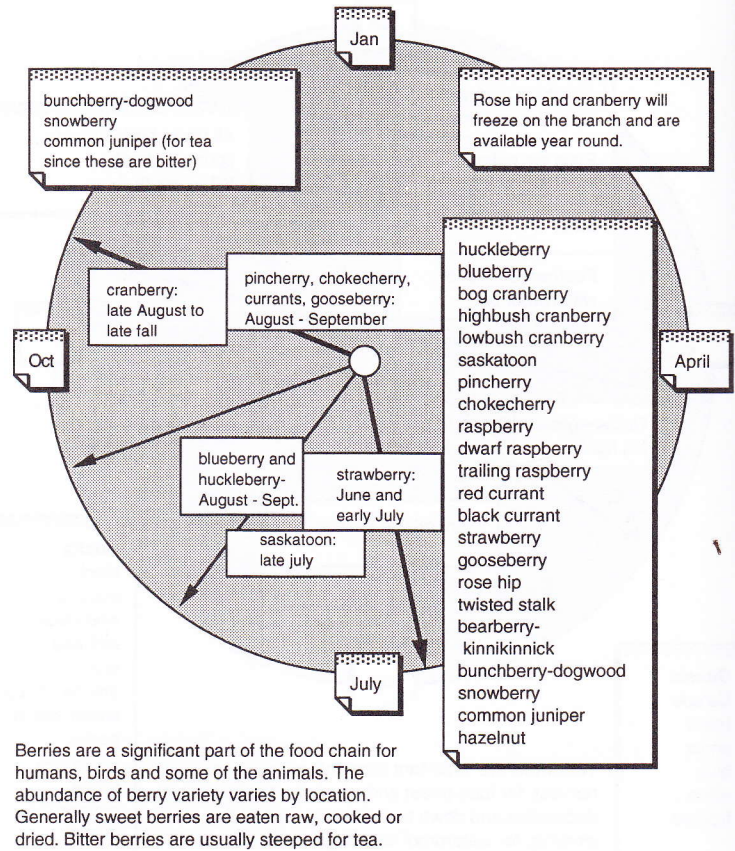 Jan
bunchberry-dogwood
snowberry
common juniper (for tea
since these are bitter)
Rose hip and cranberry will
freeze on the branch and are
available year round.
cranberry:
late August to
late fall
pincherry, chokecherry,
currants, gooseberry:
August - September
huckleberry
blueberry
bog cranberry
highbush cranberry
lowbush cranberry
saskatoon
pincherry
chokecherry
raspberry
dwarf raspberry
trailing raspberry
red currant
black currant
strawberry
gooseberry
rose hip
twisted stalk
bearberry-
kinnikinnick
bunchberry-dogwood
snowberry
common juniper
hazelnut
Oct
April
blueberry and
huckleberry-
August - Sept.
strawberry:
June and
early July
saskatoon:
late july
July
Berries are a significant part of the food chain for
humans, birds and some of the animals. The
abundance of berry variety varies by location.
Generally sweet berries are eaten raw, cooked or
dried. Bitter berries are usually steeped for tea.